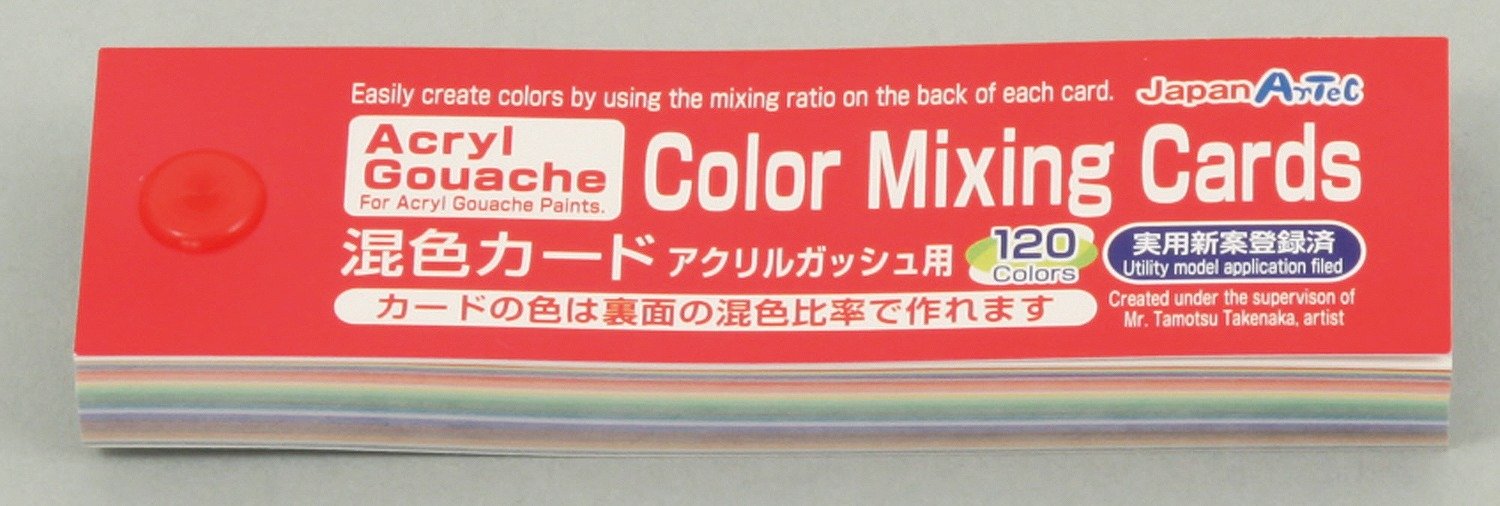 Easily create colors by using the mixing ratio on the back of each card.
Japan ArTeC
Acryl
Gouache
For Acryl Gouache Paints.
Color Mixing Cards
混色カード アクリルガッシュ用
120
Colors
実用新案登録済
Utility model application filed
カードの色は裏面の混色比率で作れます
Created under the supervison of
Mr. Tamotsu Takenaka, artist